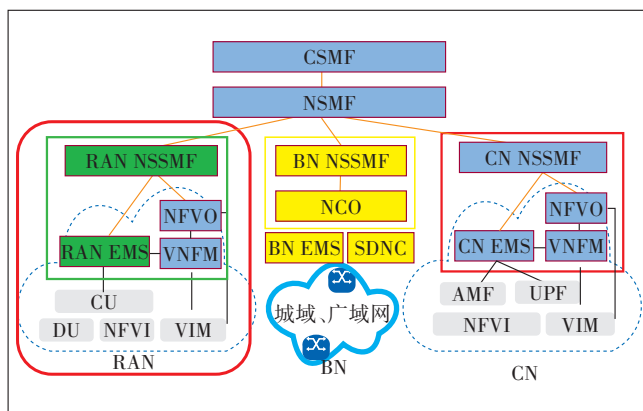 CSMF
NSMF
RAN NSSMF
NFVO
RAN EMS
VNFM
CU
DU
NFVI
VIM
RAN
BN NSSMF
NCO
BN EMS
SDNC
城域、广域网
BN
CN NSSMF
NFVO
CN EMS
VNFM
AMF
UPF
NFVI
VIM
CN